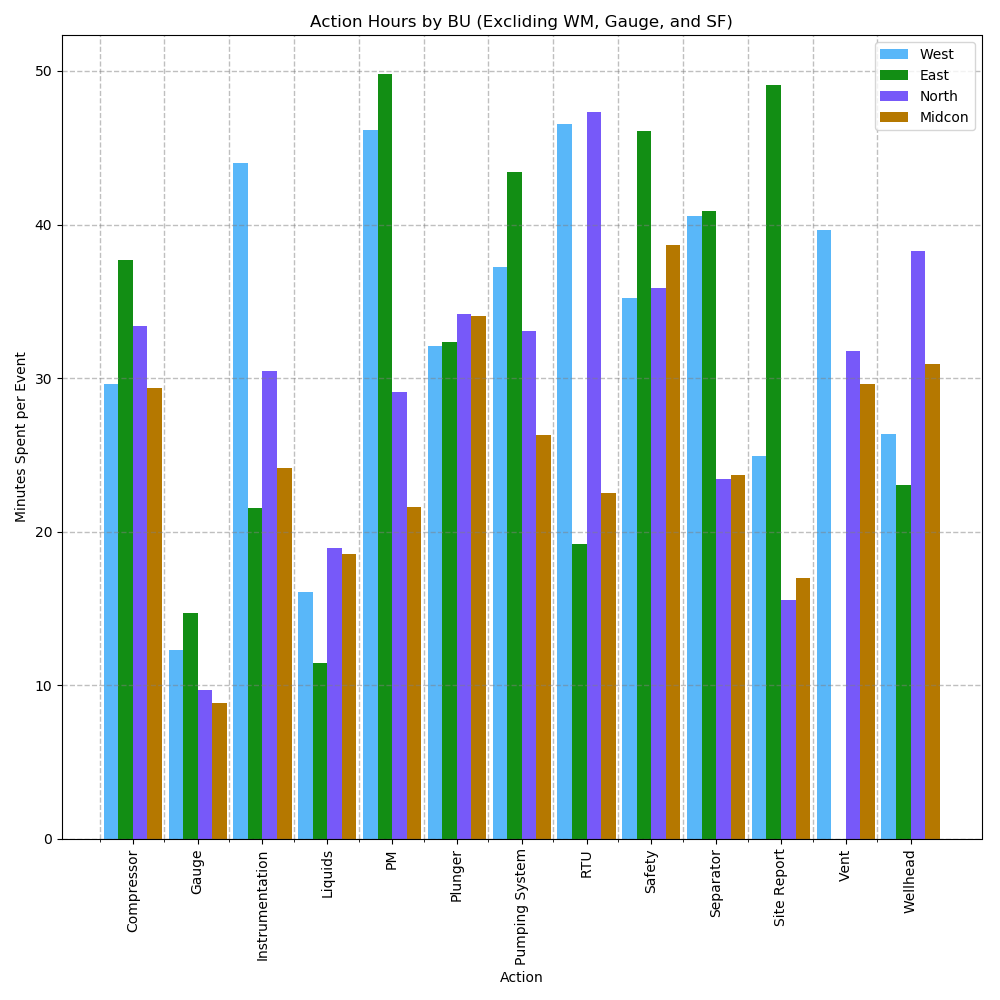 Action Hours by BU (Excliding WM, Gauge, and SF)
West
East
North
Midcon
Minutes Spent per Event
50
40
30
20
10
0
Compressor
Gauge
Instrumentation
Liquids
PM
Plunger
Pumping System
RTU
Safety
Separator
Site Report
Vent
Wellhead
Action